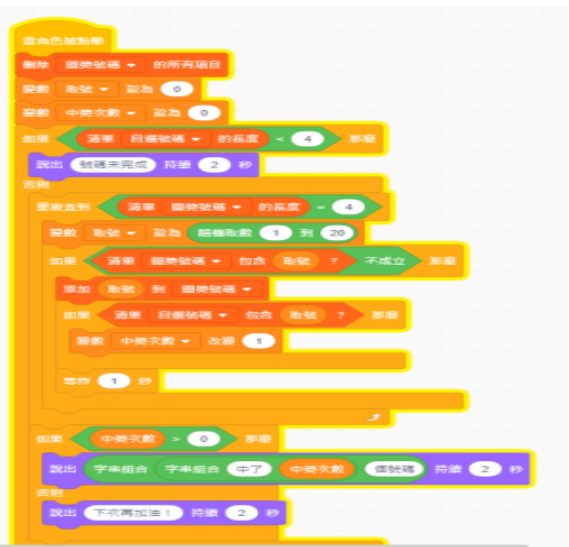 當角色被點擊
刪除 開獎號碼 的所有項目
變數 取號 設為 0
變數 中獎次數 設為 0
如果 清單 自選號碼 的長度 < 4 那麼
說出 號碼未完成 持續 2 秒
否則
重複直到 清單 開獎號碼 的長度 = 4
變數 取號 設為 隨機取數 1 到 20
如果 清單 開獎號碼 包含 取號 ? 不成立 那麼
添加 取號 到 開獎號碼
如果 清單 自選號碼 包含 取號 ? 那麼
變數 中獎次數 改變 1
等待 1 秒
如果 中獎次數 > 0 那麼
說出 字串組合 字串組合 中了 中獎次數 個號碼 持續 2 秒
否則
說出 下次再加油！ 持續 2 秒